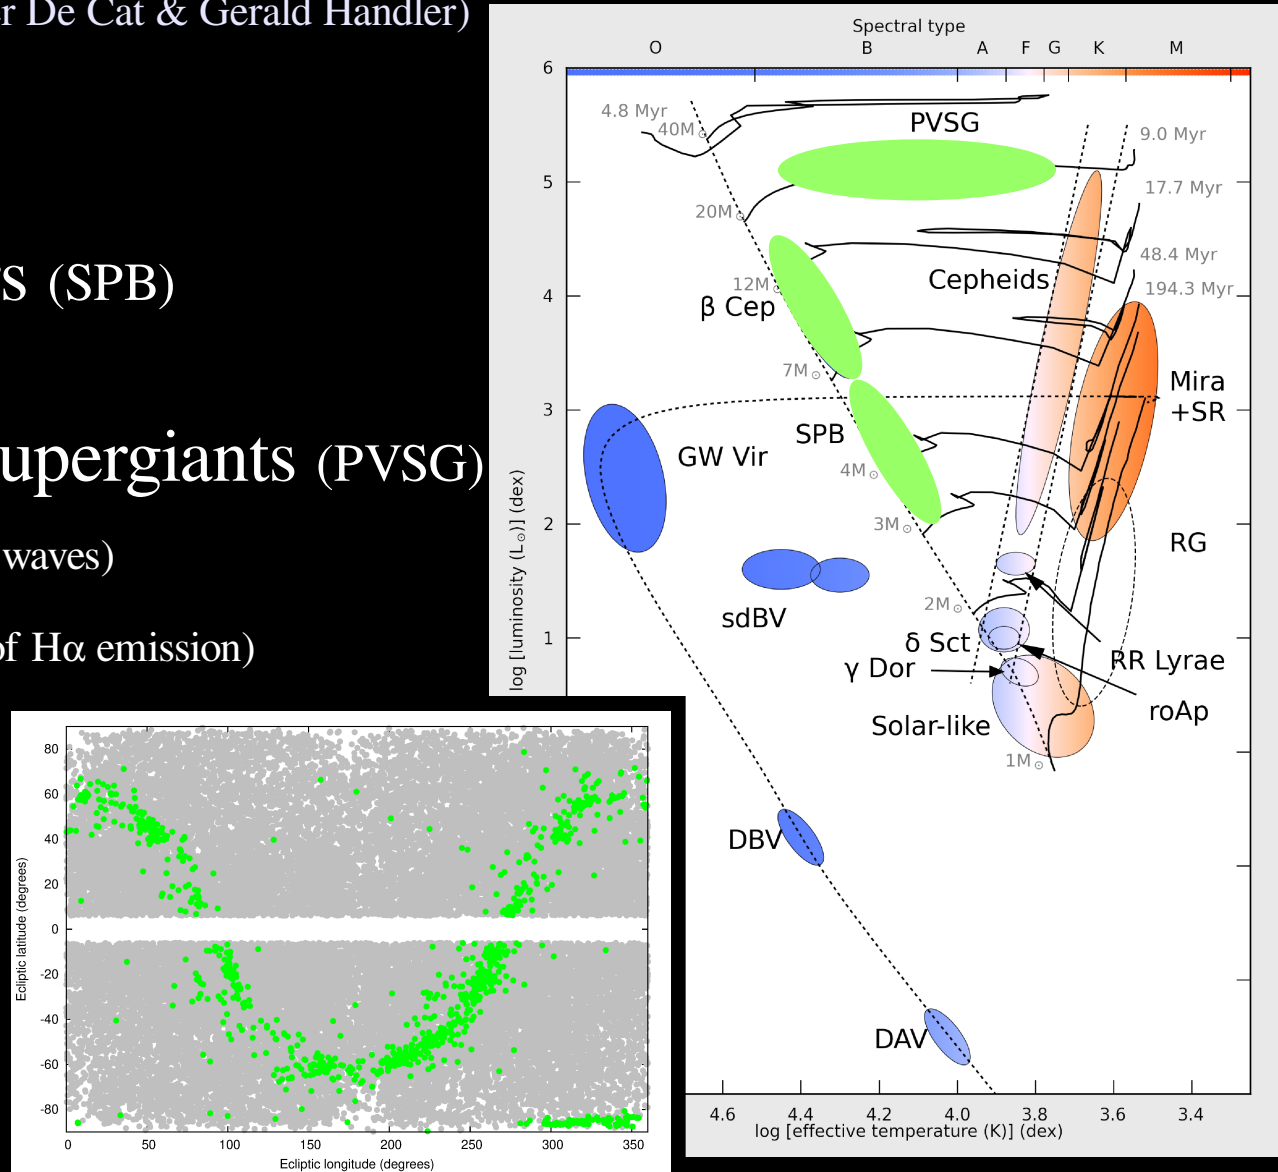 er De Cat & Gerald Handler)
rs (SPB)
upergiants (PVSG)
waves)
of Hα emission)
Spectral type
O B A F G K M
6
5
4
3
2
1
log [luminosity (L☉)] (dex)
4.8 Myr
40M☉
PVSG
9.0 Myr
17.7 Myr
20M☉
48.4 Myr
194.3 Myr
Cepheids
12M☉
β Cep
7M☉
Mira
+SR
SPB
GW Vir
4M☉
3M☉
RG
sdBV
2M☉
δ Sct
γ Dor
RR Lyrae
roAp
Solar-like
1M☉
DBV
DAV
4.6 4.4 4.2 4.0 3.8 3.6 3.4
log [effective temperature (K)] (dex)
80
60
40
20
0
-20
-40
-60
-80
Ecliptic latitude (degrees)
0 50 100 150 200 250 300 350
Ecliptic longitude (degrees)